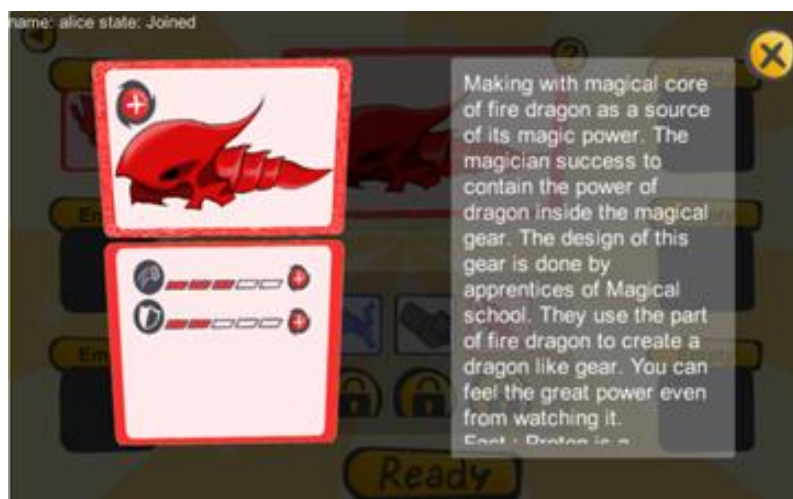 name: alice state: Joined
Making with magical core
of fire dragon as a source
of its magic power. The
magician success to
contain the power of
dragon inside the magical
gear. The design of this
gear is done by
apprentices of Magical
school. They use the part
of fire dragon to create a
dragon like gear. You can
feel the great power even
from watching it.
Ready